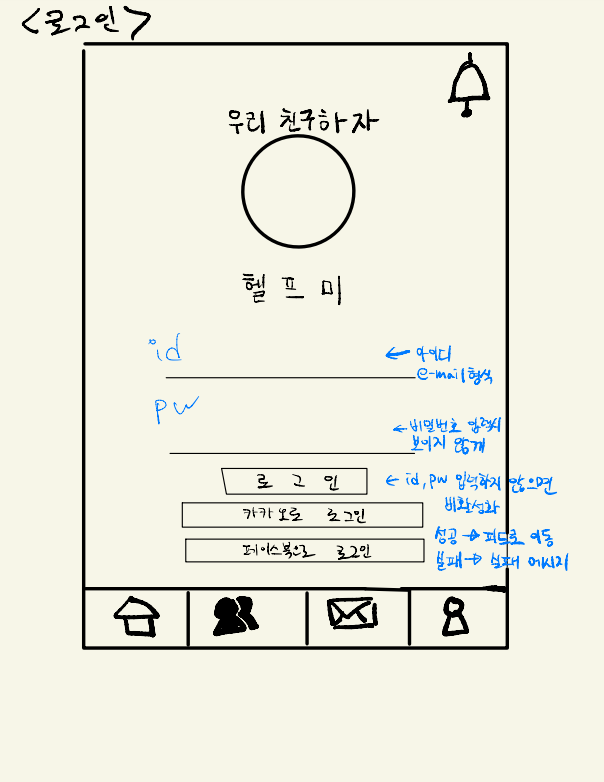 <로그인>
우리 친구하자
헬프미
id
← 아이디
e-mail형식
pw
← 비밀번호 입력시
보이지 않게
로그인
← id, pw 입력하지 않으면
비활성화
카카오로 로그인
성공 → 피드로 이동
페이스북으로 로그인
실패 → 실패 메시지